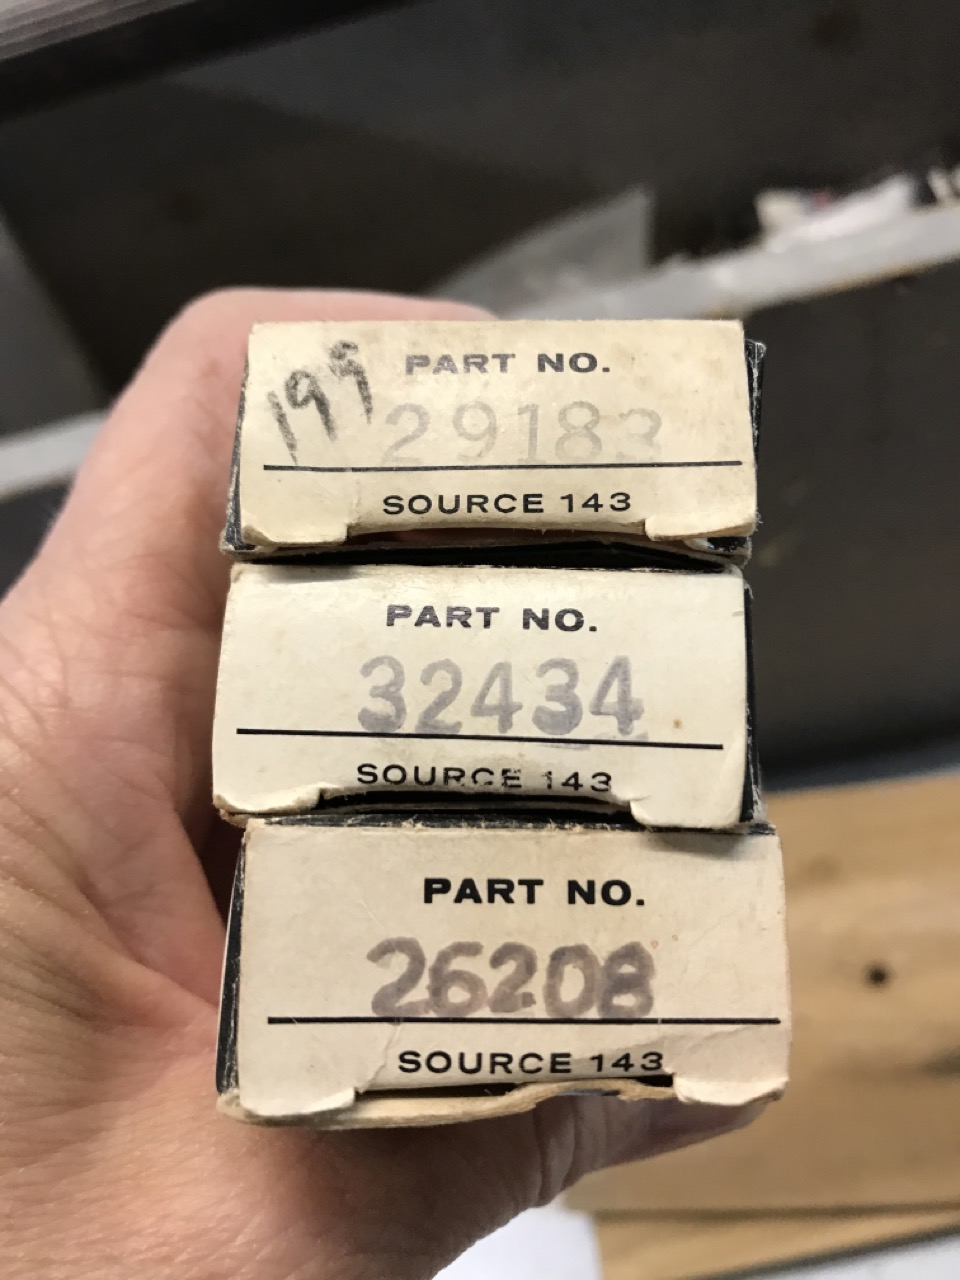 199
PART NO.
29183
SOURCE 143
PART NO.
32434
SOURCE 143
PART NO.
26208
SOURCE 143